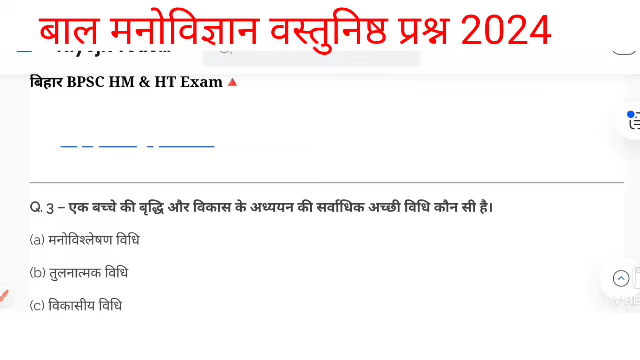 बाल मनोविज्ञान वस्तुनिष्ठ प्रश्न 2024
बिहार BPSC HM & HT Exam🔺
Q. 3 – एक बच्चे की बृद्धि और विकास के अध्ययन की सर्वाधिक अच्छी विधि कौन सी है।
(a) मनोविश्लेषण विधि
(b) तुलनात्मक विधि
(c) विकासीय विधि